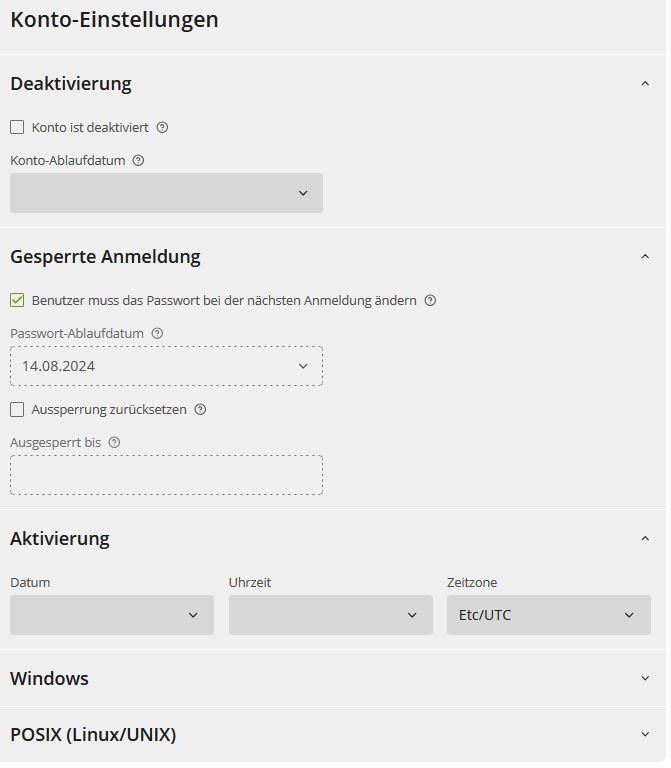 Konto-Einstellungen
Deaktivierung
Konto ist deaktiviert
Konto-Ablaufdatum
Gesperrte Anmeldung
Benutzer muss das Passwort bei der nächsten Anmeldung ändern
Passwort-Ablaufdatum
14.08.2024
Aussperrung zurücksetzen
Ausgesperrt bis
Aktivierung
Datum Uhrzeit Zeitzone
Etc/UTC
Windows
POSIX (Linux/UNIX)